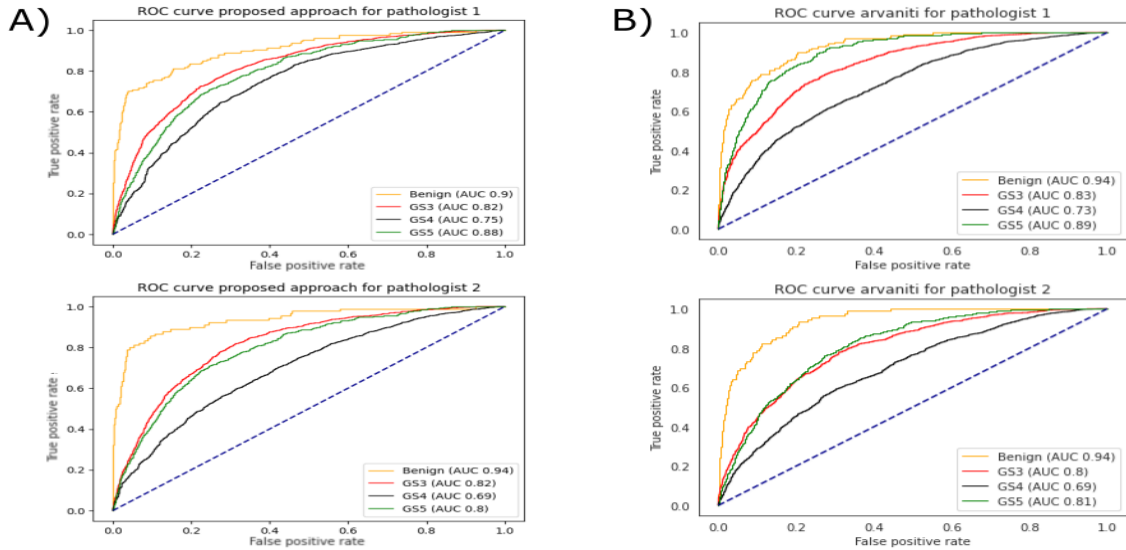 A)
ROC curve proposed approach for pathologist 1
True positive rate
1.0
0.8
0.6
0.4
0.2
0.0
Benign (AUC 0.9)
GS3 (AUC 0.82)
GS4 (AUC 0.75)
GS5 (AUC 0.88)
0.0 0.2 0.4 0.6 0.8 1.0
False positive rate
ROC curve proposed approach for pathologist 2
True positive rate
1.0
0.8
0.6
0.4
0.2
0.0
Benign (AUC 0.94)
GS3 (AUC 0.82)
GS4 (AUC 0.69)
GS5 (AUC 0.8)
0.0 0.2 0.4 0.6 0.8 1.0
False positive rate
B)
ROC curve arvaniti for pathologist 1
True positive rate
1.0
0.8
0.6
0.4
0.2
0.0
Benign (AUC 0.94)
GS3 (AUC 0.83)
GS4 (AUC 0.73)
GS5 (AUC 0.89)
0.0 0.2 0.4 0.6 0.8 1.0
False positive rate
ROC curve arvaniti for pathologist 2
True positive rate
1.0
0.8
0.6
0.4
0.2
0.0
Benign (AUC 0.94)
GS3 (AUC 0.8)
GS4 (AUC 0.69)
GS5 (AUC 0.81)
0.0 0.2 0.4 0.6 0.8 1.0
False positive rate